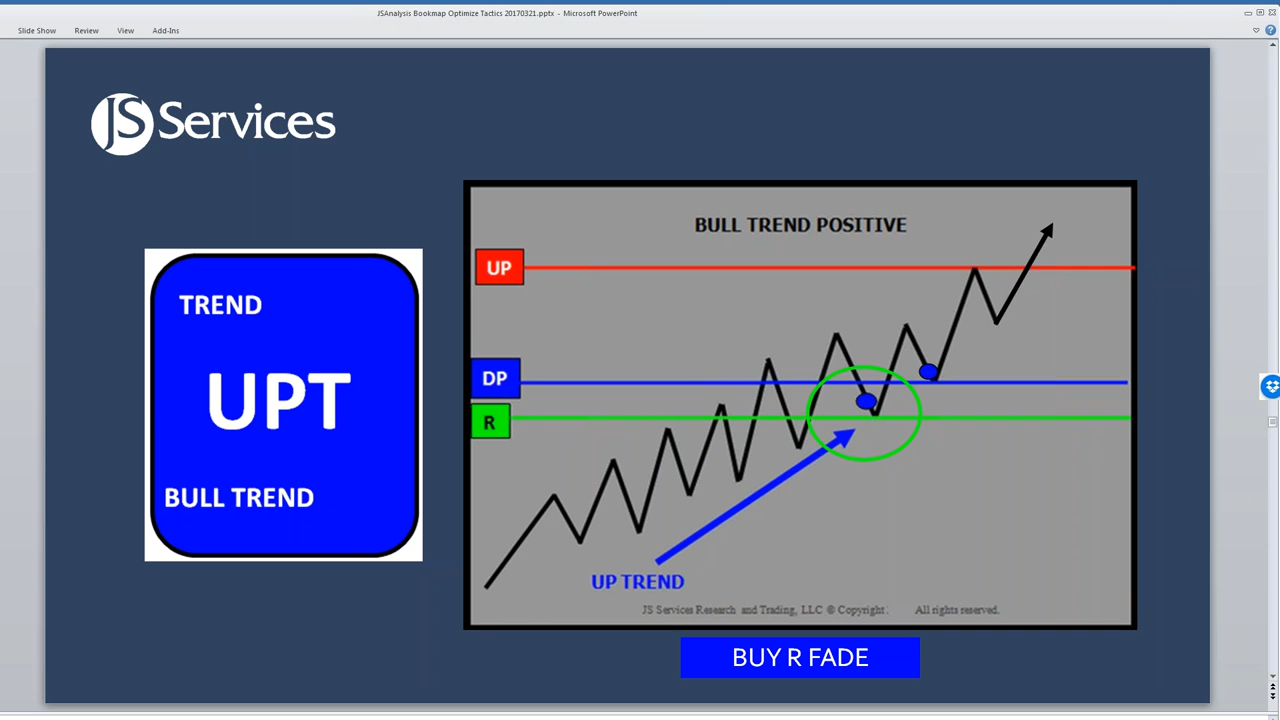 JSAnalysis Bookmap Optimize Tactics 20170321.pptx - Microsoft PowerPoint
Slide Show Review View Add-Ins
JS Services
BULL TREND POSITIVE
UP
TREND
DP
UPT
R
BULL TREND
UP TREND
JS Services Research and Trading, LLC ® Copyright: All rights reserved.
BUY R FADE